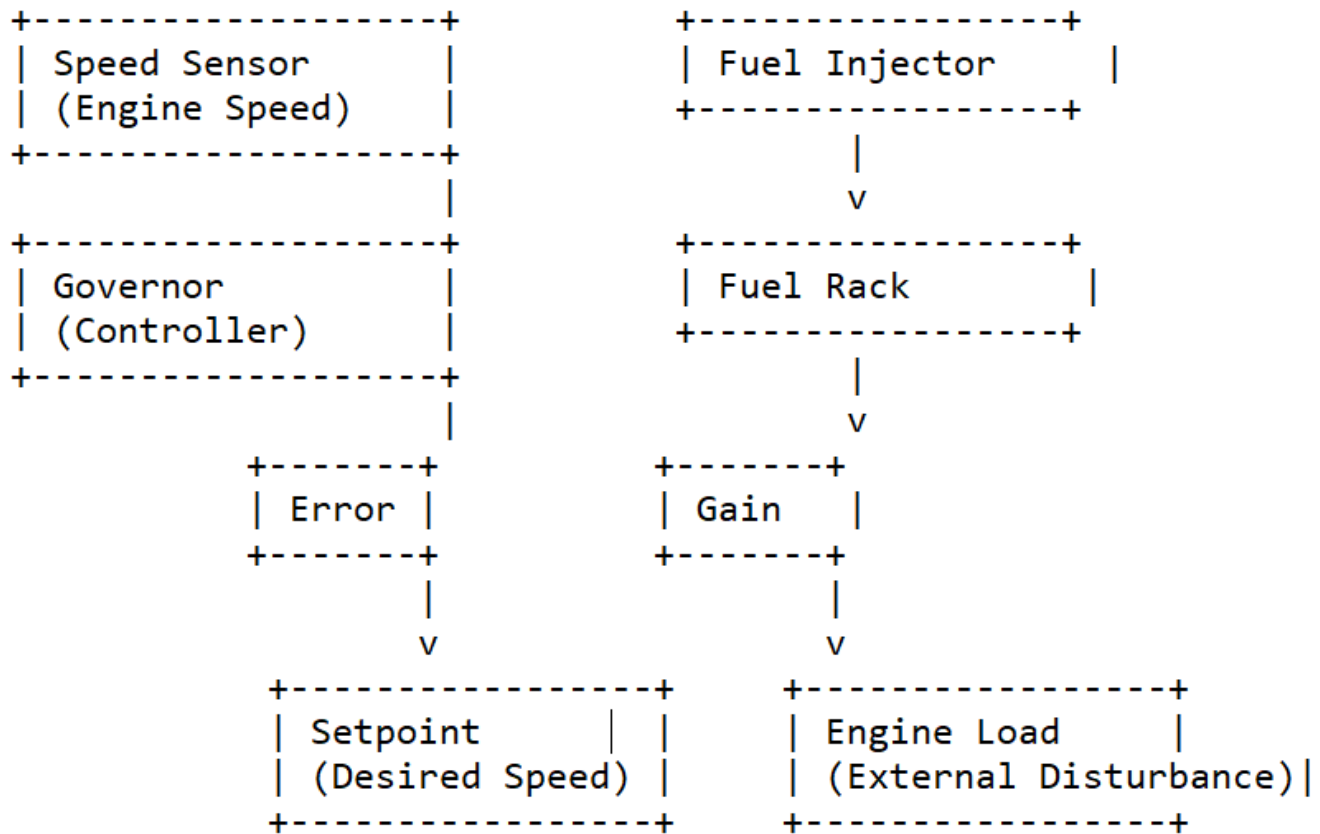 +-------------------+ +-----------------+
| Speed Sensor | | Fuel Injector |
| (Engine Speed) | +-----------------+
+-------------------+ |
| v
+-------------------+ +-----------------+
| Governor | | Fuel Rack |
| (Controller) | +-----------------+
+-------------------+ |
| v
+-------+ +-------+
| Error | | Gain |
+-------+ +-------+
| |
v v
+-----------------+ +-----------------+
| Setpoint | | | Engine Load |
| (Desired Speed) | | (External Disturbance)|
+-----------------+ +-----------------+